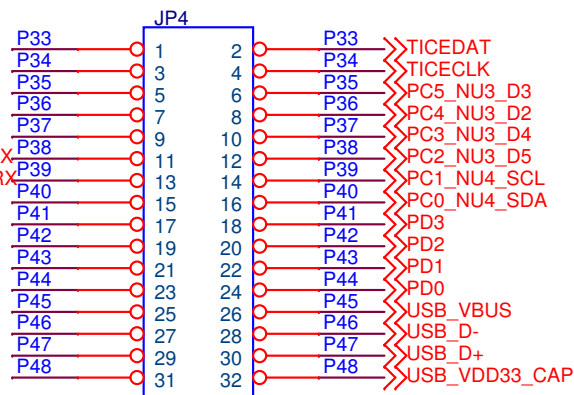 JP4
P33 1 2 P33 TICEDAT
P34 3 4 P34 TICECLK
P35 5 6 P35 PC5_NU3_D3
P36 7 8 P36 PC4_NU3_D2
P37 9 10 P37 PC3_NU3_D4
X P38 11 12 P38 PC2_NU3_D5
RX P39 13 14 P39 PC1_NU4_SCL
P40 15 16 P40 PC0_NU4_SDA
P41 17 18 P41 PD3
P42 19 20 P42 PD2
P43 21 22 P43 PD1
P44 23 24 P44 PD0
P45 25 26 P45 USB_VBUS
P46 27 28 P46 USB_D-
P47 29 30 P47 USB_D+
P48 31 32 P48 USB_VDD33_CAP